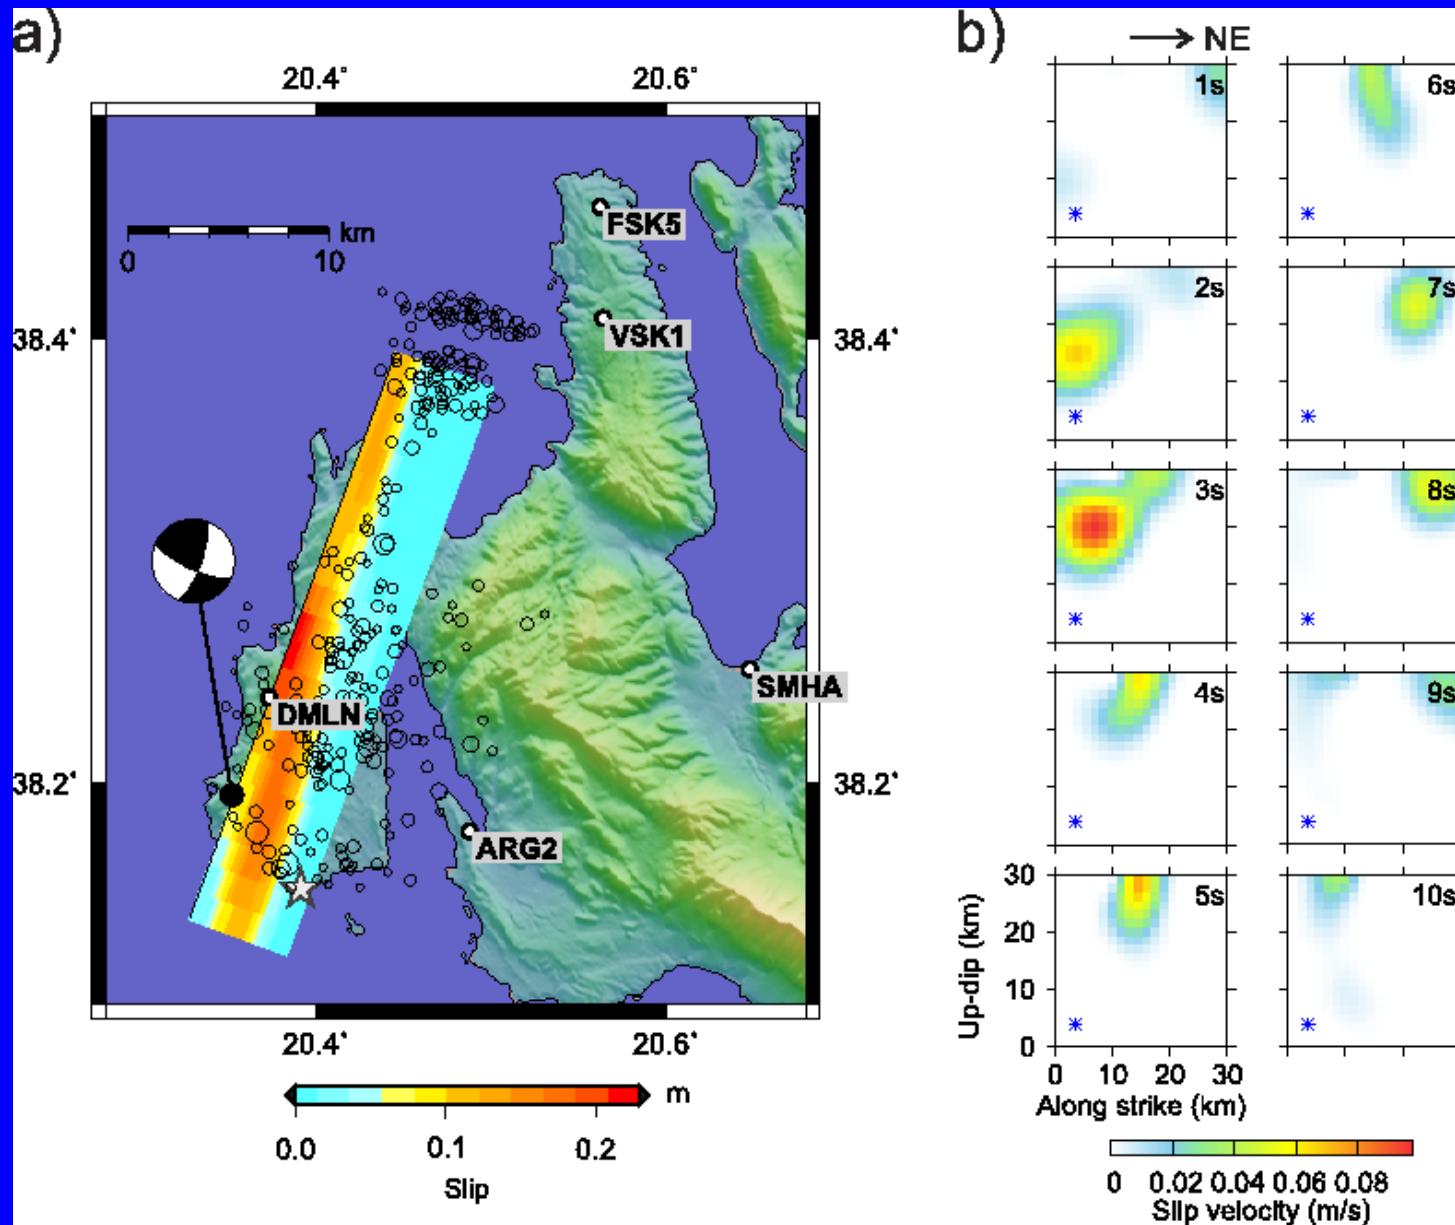 a)
20.4°
20.6°
km
0
10
FSK5
VSK1
38.4°
38.4°
DMLN
SMHA
38.2°
38.2°
ARG2
20.4°
20.6°
m
0.0
0.1
0.2
Slip
b)
NE
1s
6s
2s
7s
3s
8s
4s
9s
5s
10s
30
20
10
0
Up-dip (km)
0
10
20
30
Along strike (km)
0
0.02
0.04
0.06
0.08
Slip velocity (m/s)